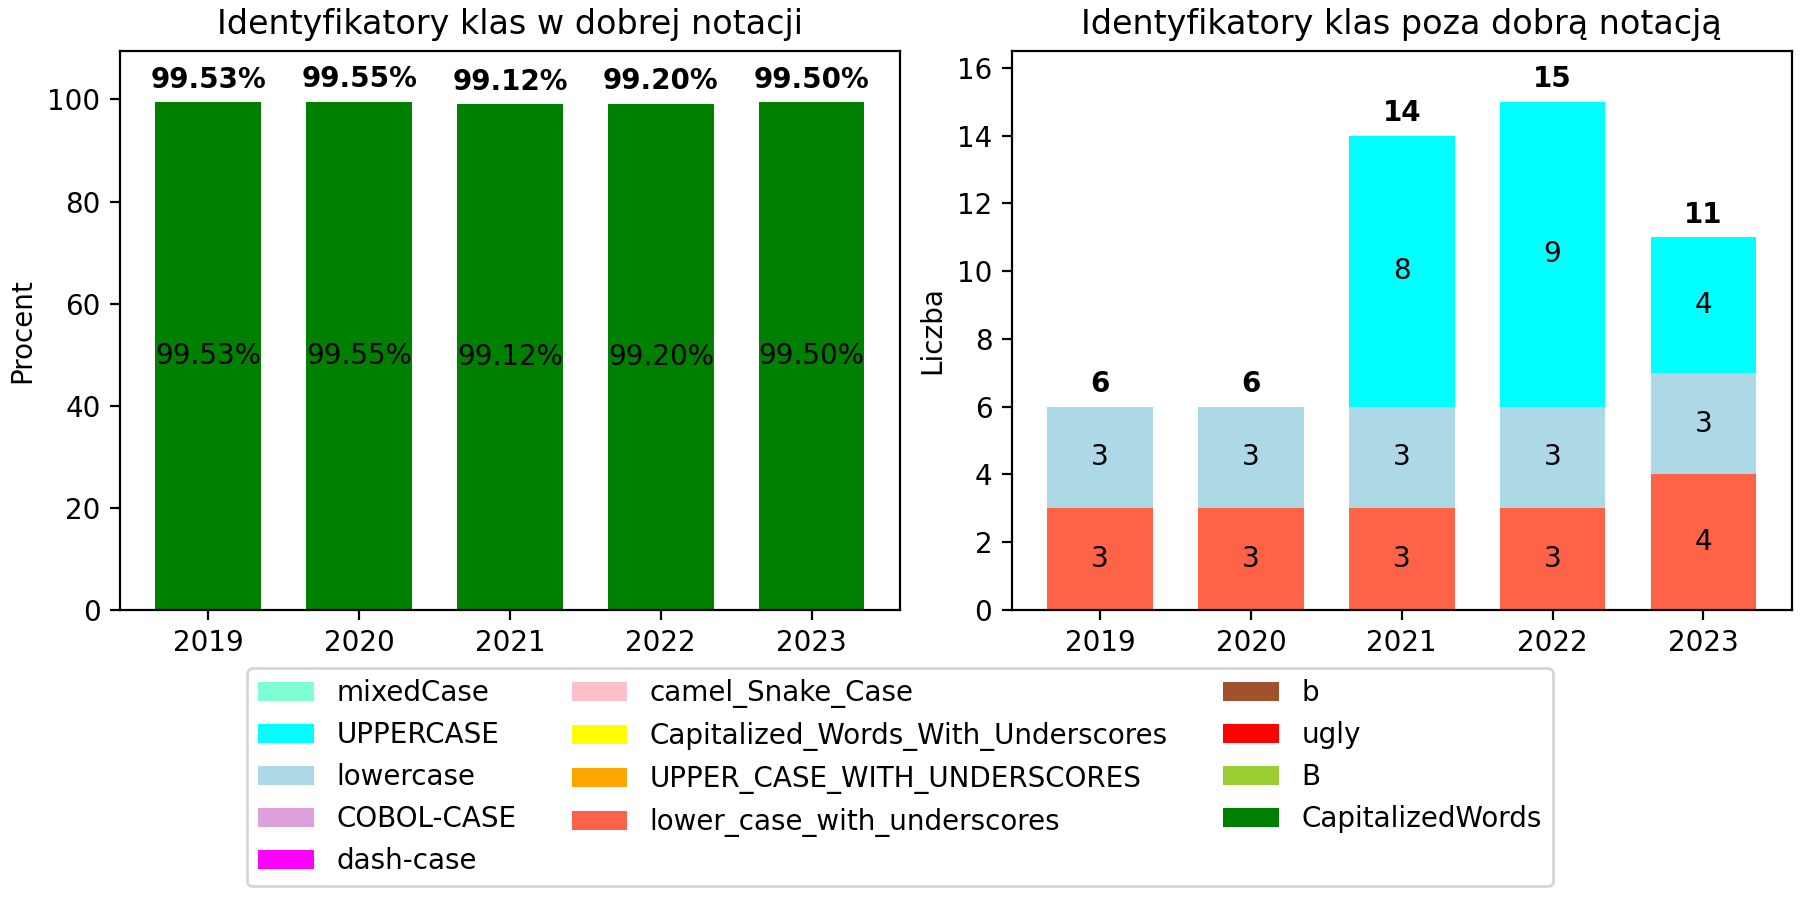 Identyfikatory klas w dobrej notacji
99.53% 99.55% 99.12% 99.20% 99.50%
100
80
60
40
20
0
Procent
99.53% 99.55% 99.12% 99.20% 99.50%
2019 2020 2021 2022 2023
Identyfikatory klas poza dobrą notacją
16
14
12
10
8
6
4
2
0
Liczba
6 6 14 15 11
8 9 4
3 3 3 3 3
3 3 3 3 4
2019 2020 2021 2022 2023
mixedCase
UPPERCASE
lowercase
COBOL-CASE
dash-case
camel_Snake_Case
Capitalized_Words_With_Underscores
UPPER_CASE_WITH_UNDERSCORES
lower_case_with_underscores
b
ugly
B
CapitalizedWords